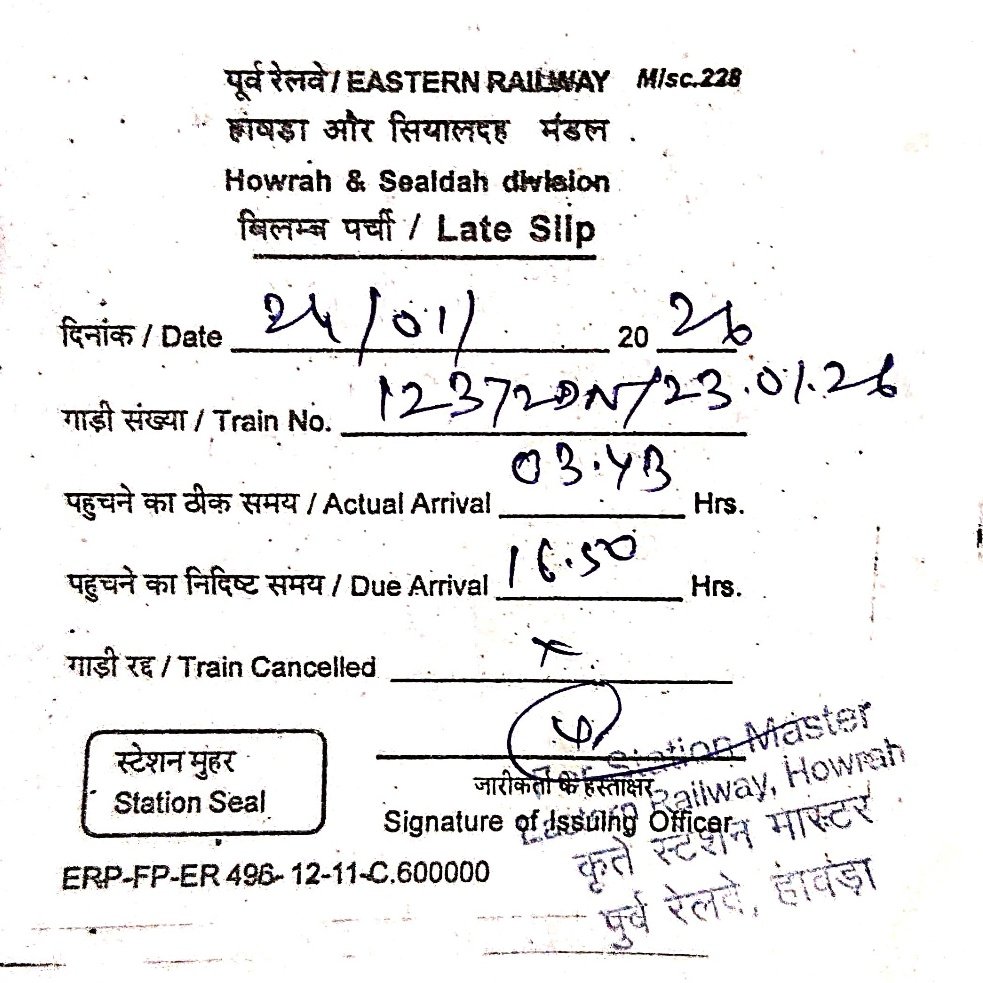 पूर्व रेलवे / EASTERN RAILWAY Misc.228
हावड़ा और सियालदह मंडल
Howrah & Sealdah division
बिलम्ब पर्ची / Late Slip
दिनांक / Date 24/01/ 20 26
गाड़ी संख्या / Train No. 12372DN/23.01.26
पहुचने का ठीक समय / Actual Arrival 03.43 Hrs.
पहुचने का निदिष्ट समय / Due Arrival 16.50 Hrs.
गाड़ी रद्द / Train Cancelled x
स्टेशन मुहर
Station Seal
जारीकर्ता के हस्ताक्षर
Signature of Issuing Officer
For Station Master
Eastern Railway, Howrah
कृते स्टेशन मास्टर
पुर्व रेलवे, हावड़ा
ERP-FP-ER 496- 12-11-C.600000